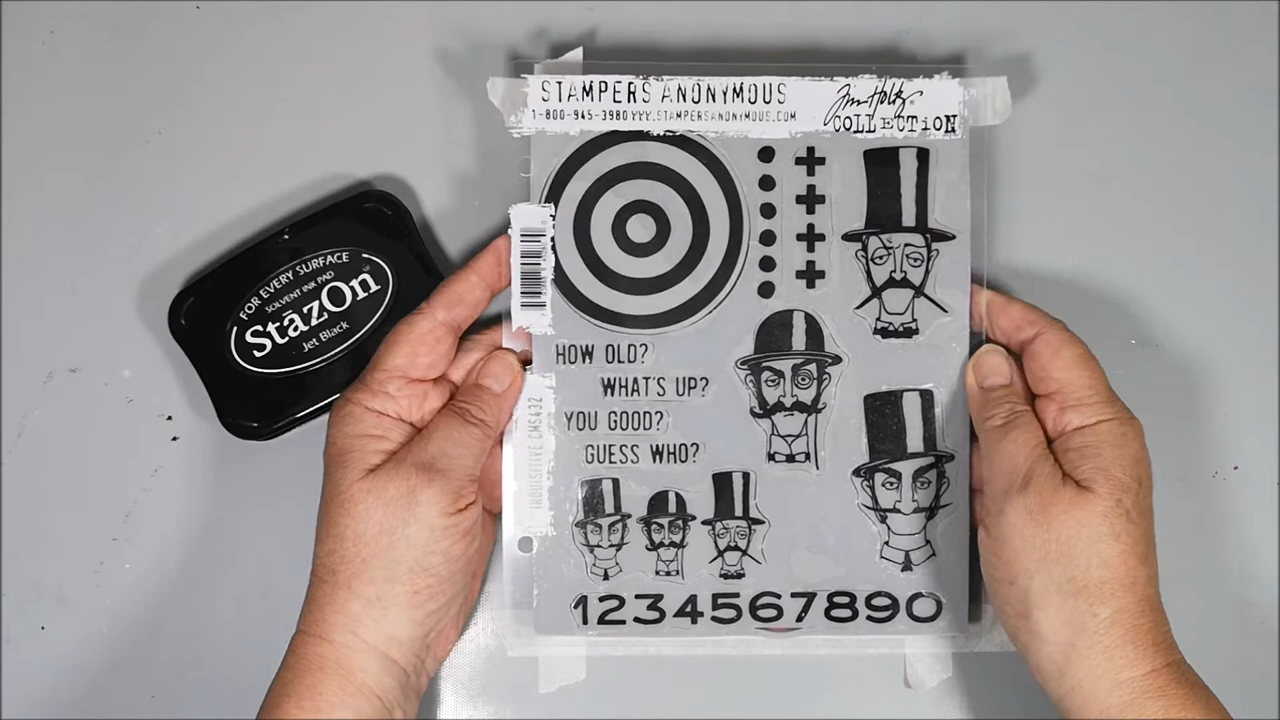 STAMPERS ANONYMOUS
1-800-945-3980 WWW.STAMPERSANONYMOUS.COM
Tim Holtz®
COLLECTiON
FOR EVERY SURFACE
SOLVENT INK PAD
StāzOn™
Jet Black
HOW OLD?
WHAT'S UP?
YOU GOOD?
GUESS WHO?
INQUISITIVE CMS432
1234567890